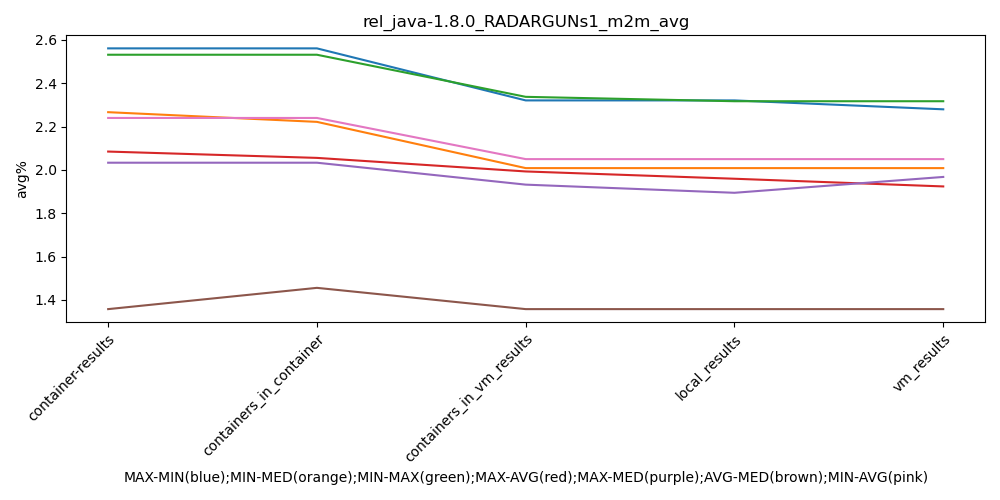 rel_java-1.8.0_RADARGUNs1_m2m_avg
avg%
2.6
2.4
2.2
2.0
1.8
1.6
1.4
container-results
containers_in_container
containers_in_vm_results
local_results
vm_results
MAX-MIN(blue);MIN-MED(orange);MIN-MAX(green);MAX-AVG(red);MAX-MED(purple);AVG-MED(brown);MIN-AVG(pink)